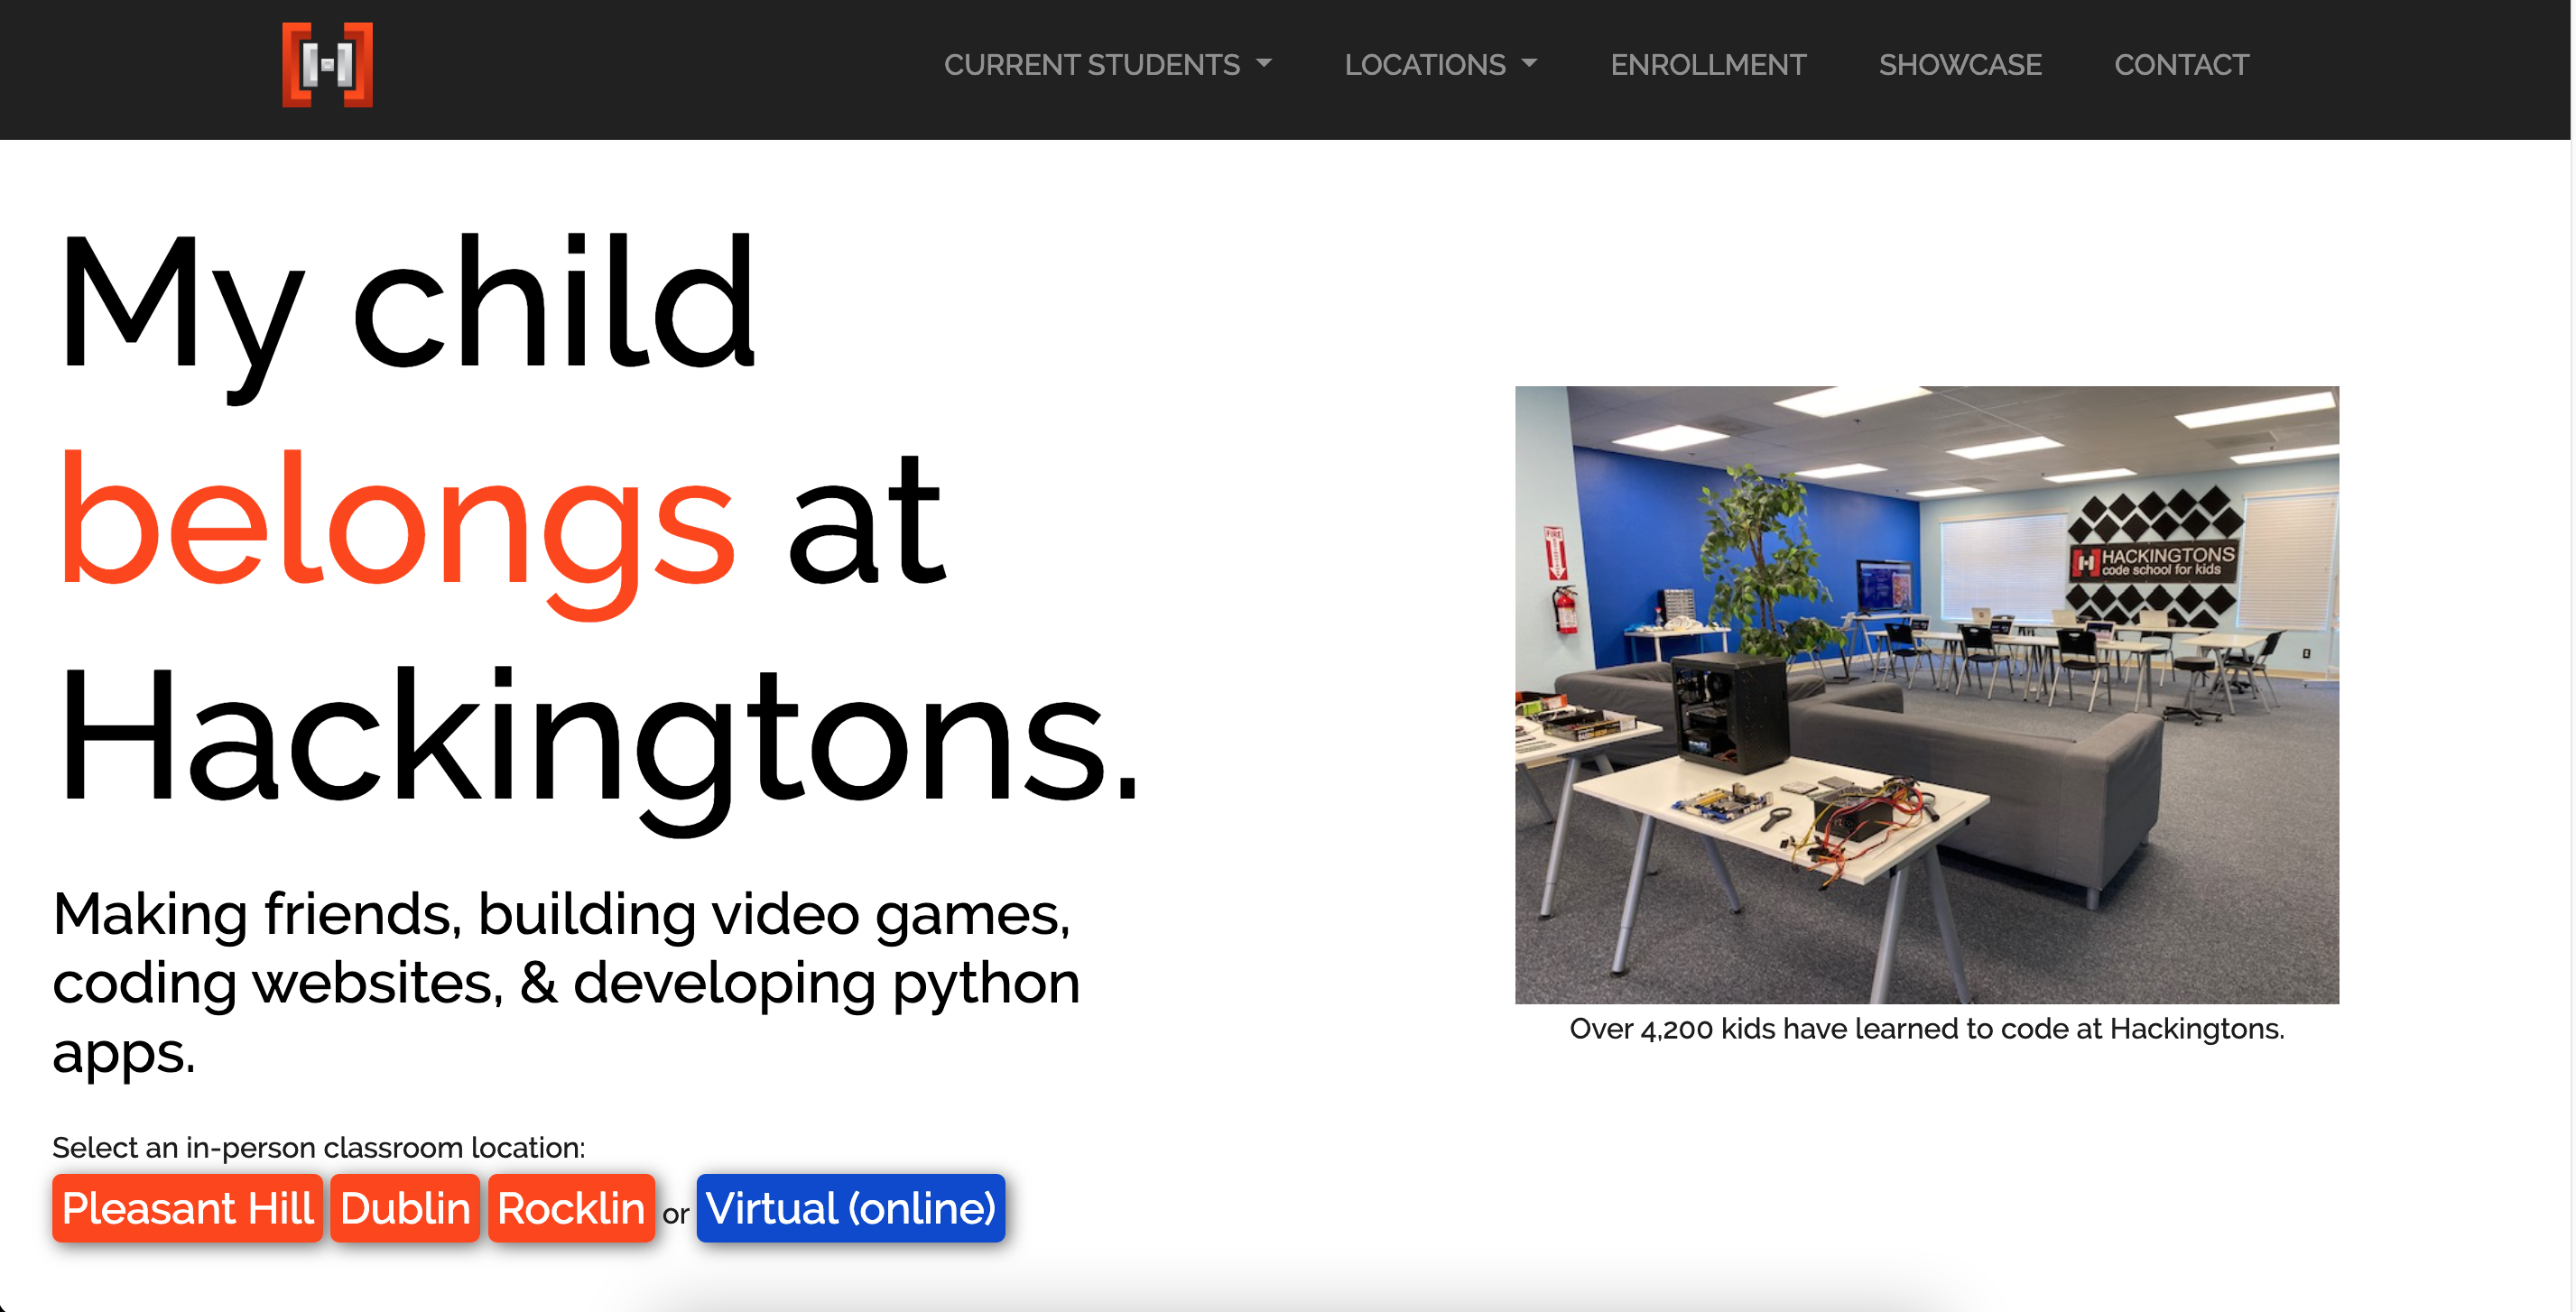 CURRENT STUDENTS LOCATIONS ENROLLMENT SHOWCASE CONTACT
My child
belongs at
Hackingtons.
FIRE
HACKINGTONS
code school for kids
Over 4,200 kids have learned to code at Hackingtons.
Making friends, building video games,
coding websites, & developing python
apps.
Select an in-person classroom location:
Pleasant Hill Dublin Rocklin or Virtual (online)